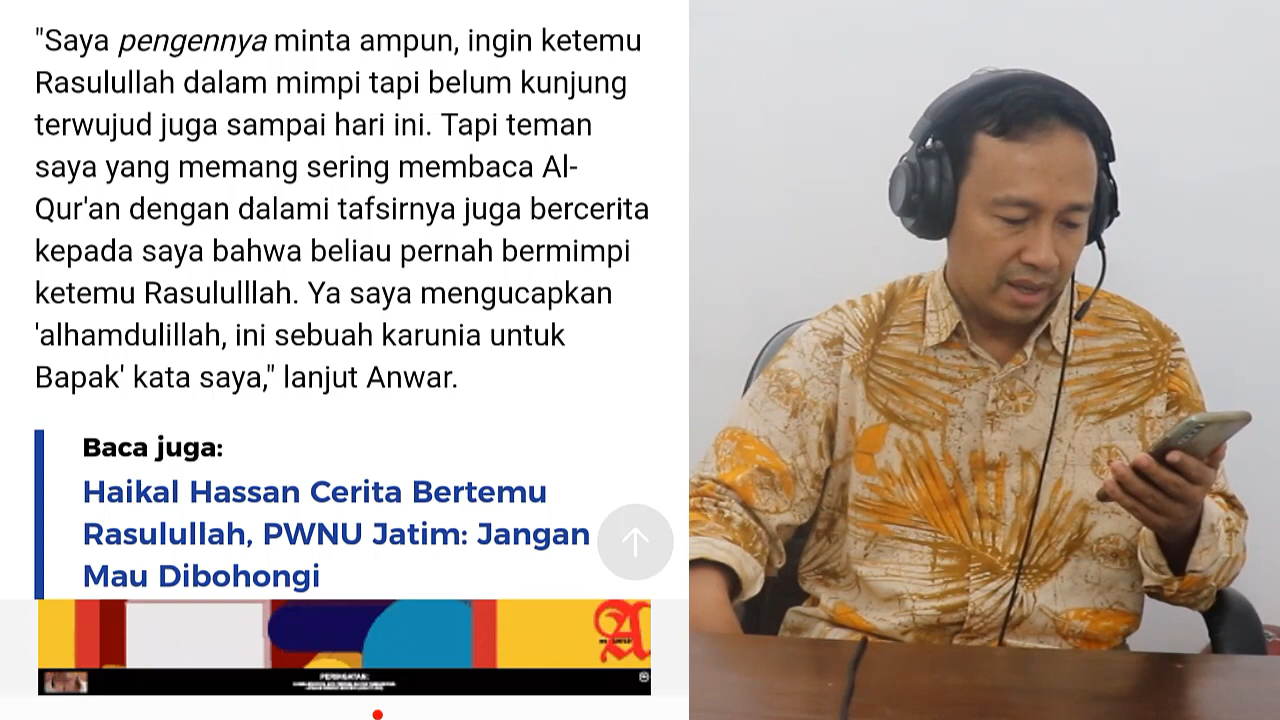 "Saya pengennya minta ampun, ingin ketemu
Rasulullah dalam mimpi tapi belum kunjung
terwujud juga sampai hari ini. Tapi teman
saya yang memang sering membaca Al-
Qur'an dengan dalami tafsirnya juga bercerita
kepada saya bahwa beliau pernah bermimpi
ketemu Rasululllah. Ya saya mengucapkan
'alhamdulillah, ini sebuah karunia untuk
Bapak' kata saya," lanjut Anwar.
Baca juga:
Haikal Hassan Cerita Bertemu
Rasulullah, PWNU Jatim: Jangan
Mau Dibohongi
PERINGATAN: